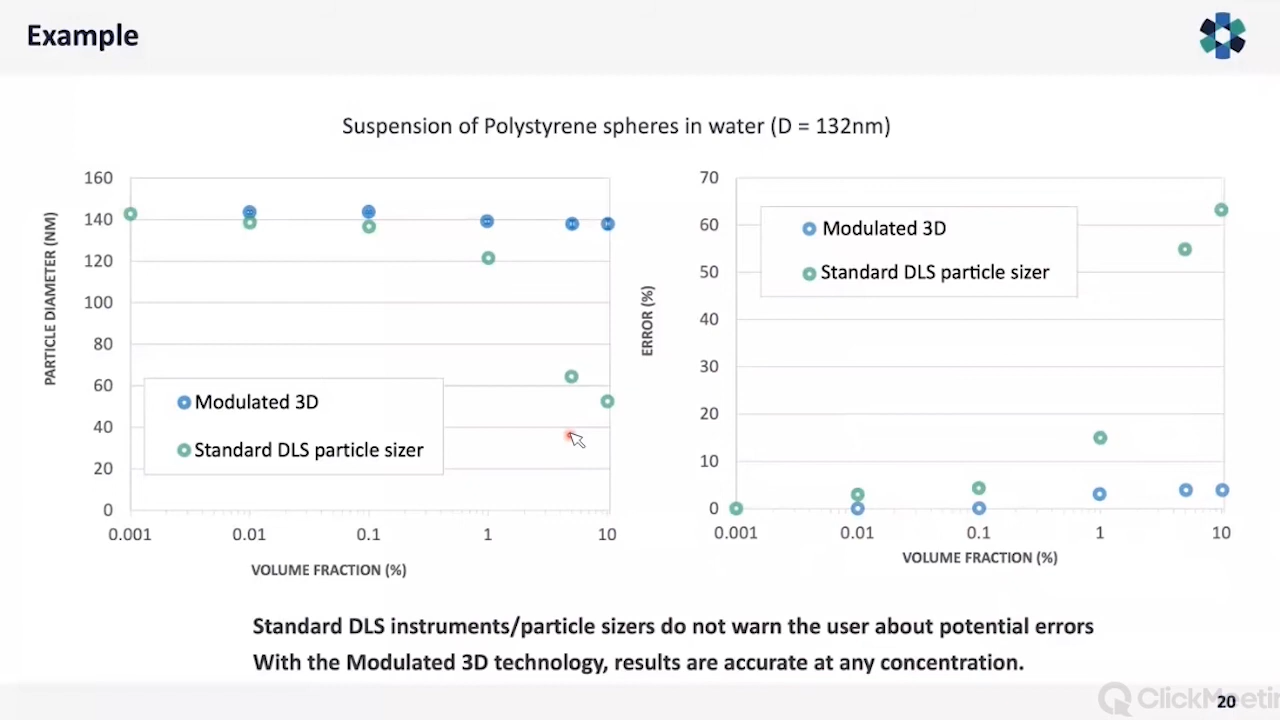 Example
Suspension of Polystyrene spheres in water (D = 132nm)
160
140
120
100
80
60
40
20
0
PARTICLE DIAMETER (NM)
Modulated 3D
Standard DLS particle sizer
0.001 0.01 0.1 1 10
VOLUME FRACTION (%)
70
60
50
40
30
20
10
0
ERROR (%)
Modulated 3D
Standard DLS particle sizer
0.001 0.01 0.1 1 10
VOLUME FRACTION (%)
Standard DLS instruments/particle sizers do not warn the user about potential errors
With the Modulated 3D technology, results are accurate at any concentration.
ClickMeetin
20